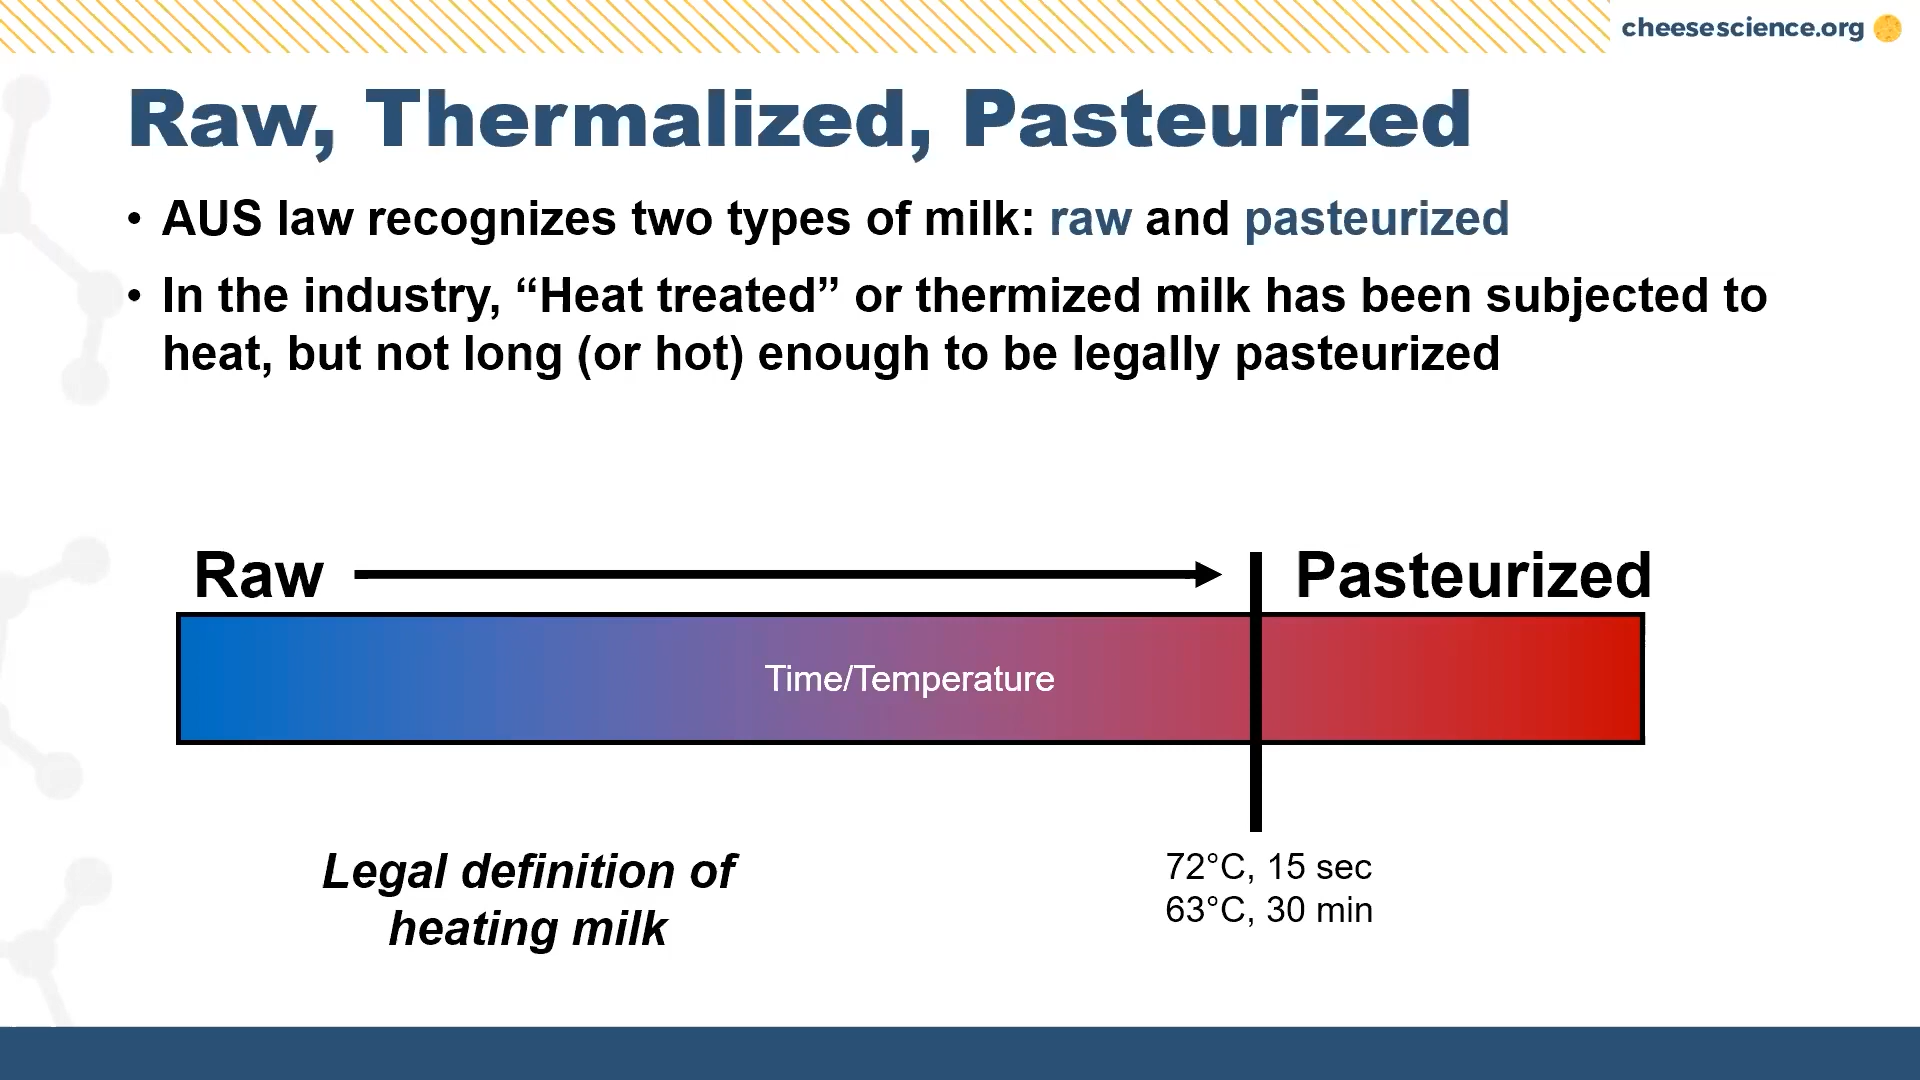 cheesescience.org
Raw, Thermalized, Pasteurized
• AUS law recognizes two types of milk: raw and pasteurized
• In the industry, “Heat treated” or thermized milk has been subjected to
heat, but not long (or hot) enough to be legally pasteurized
Raw
Pasteurized
Time/Temperature
Legal definition of
heating milk
72°C, 15 sec
63°C, 30 min